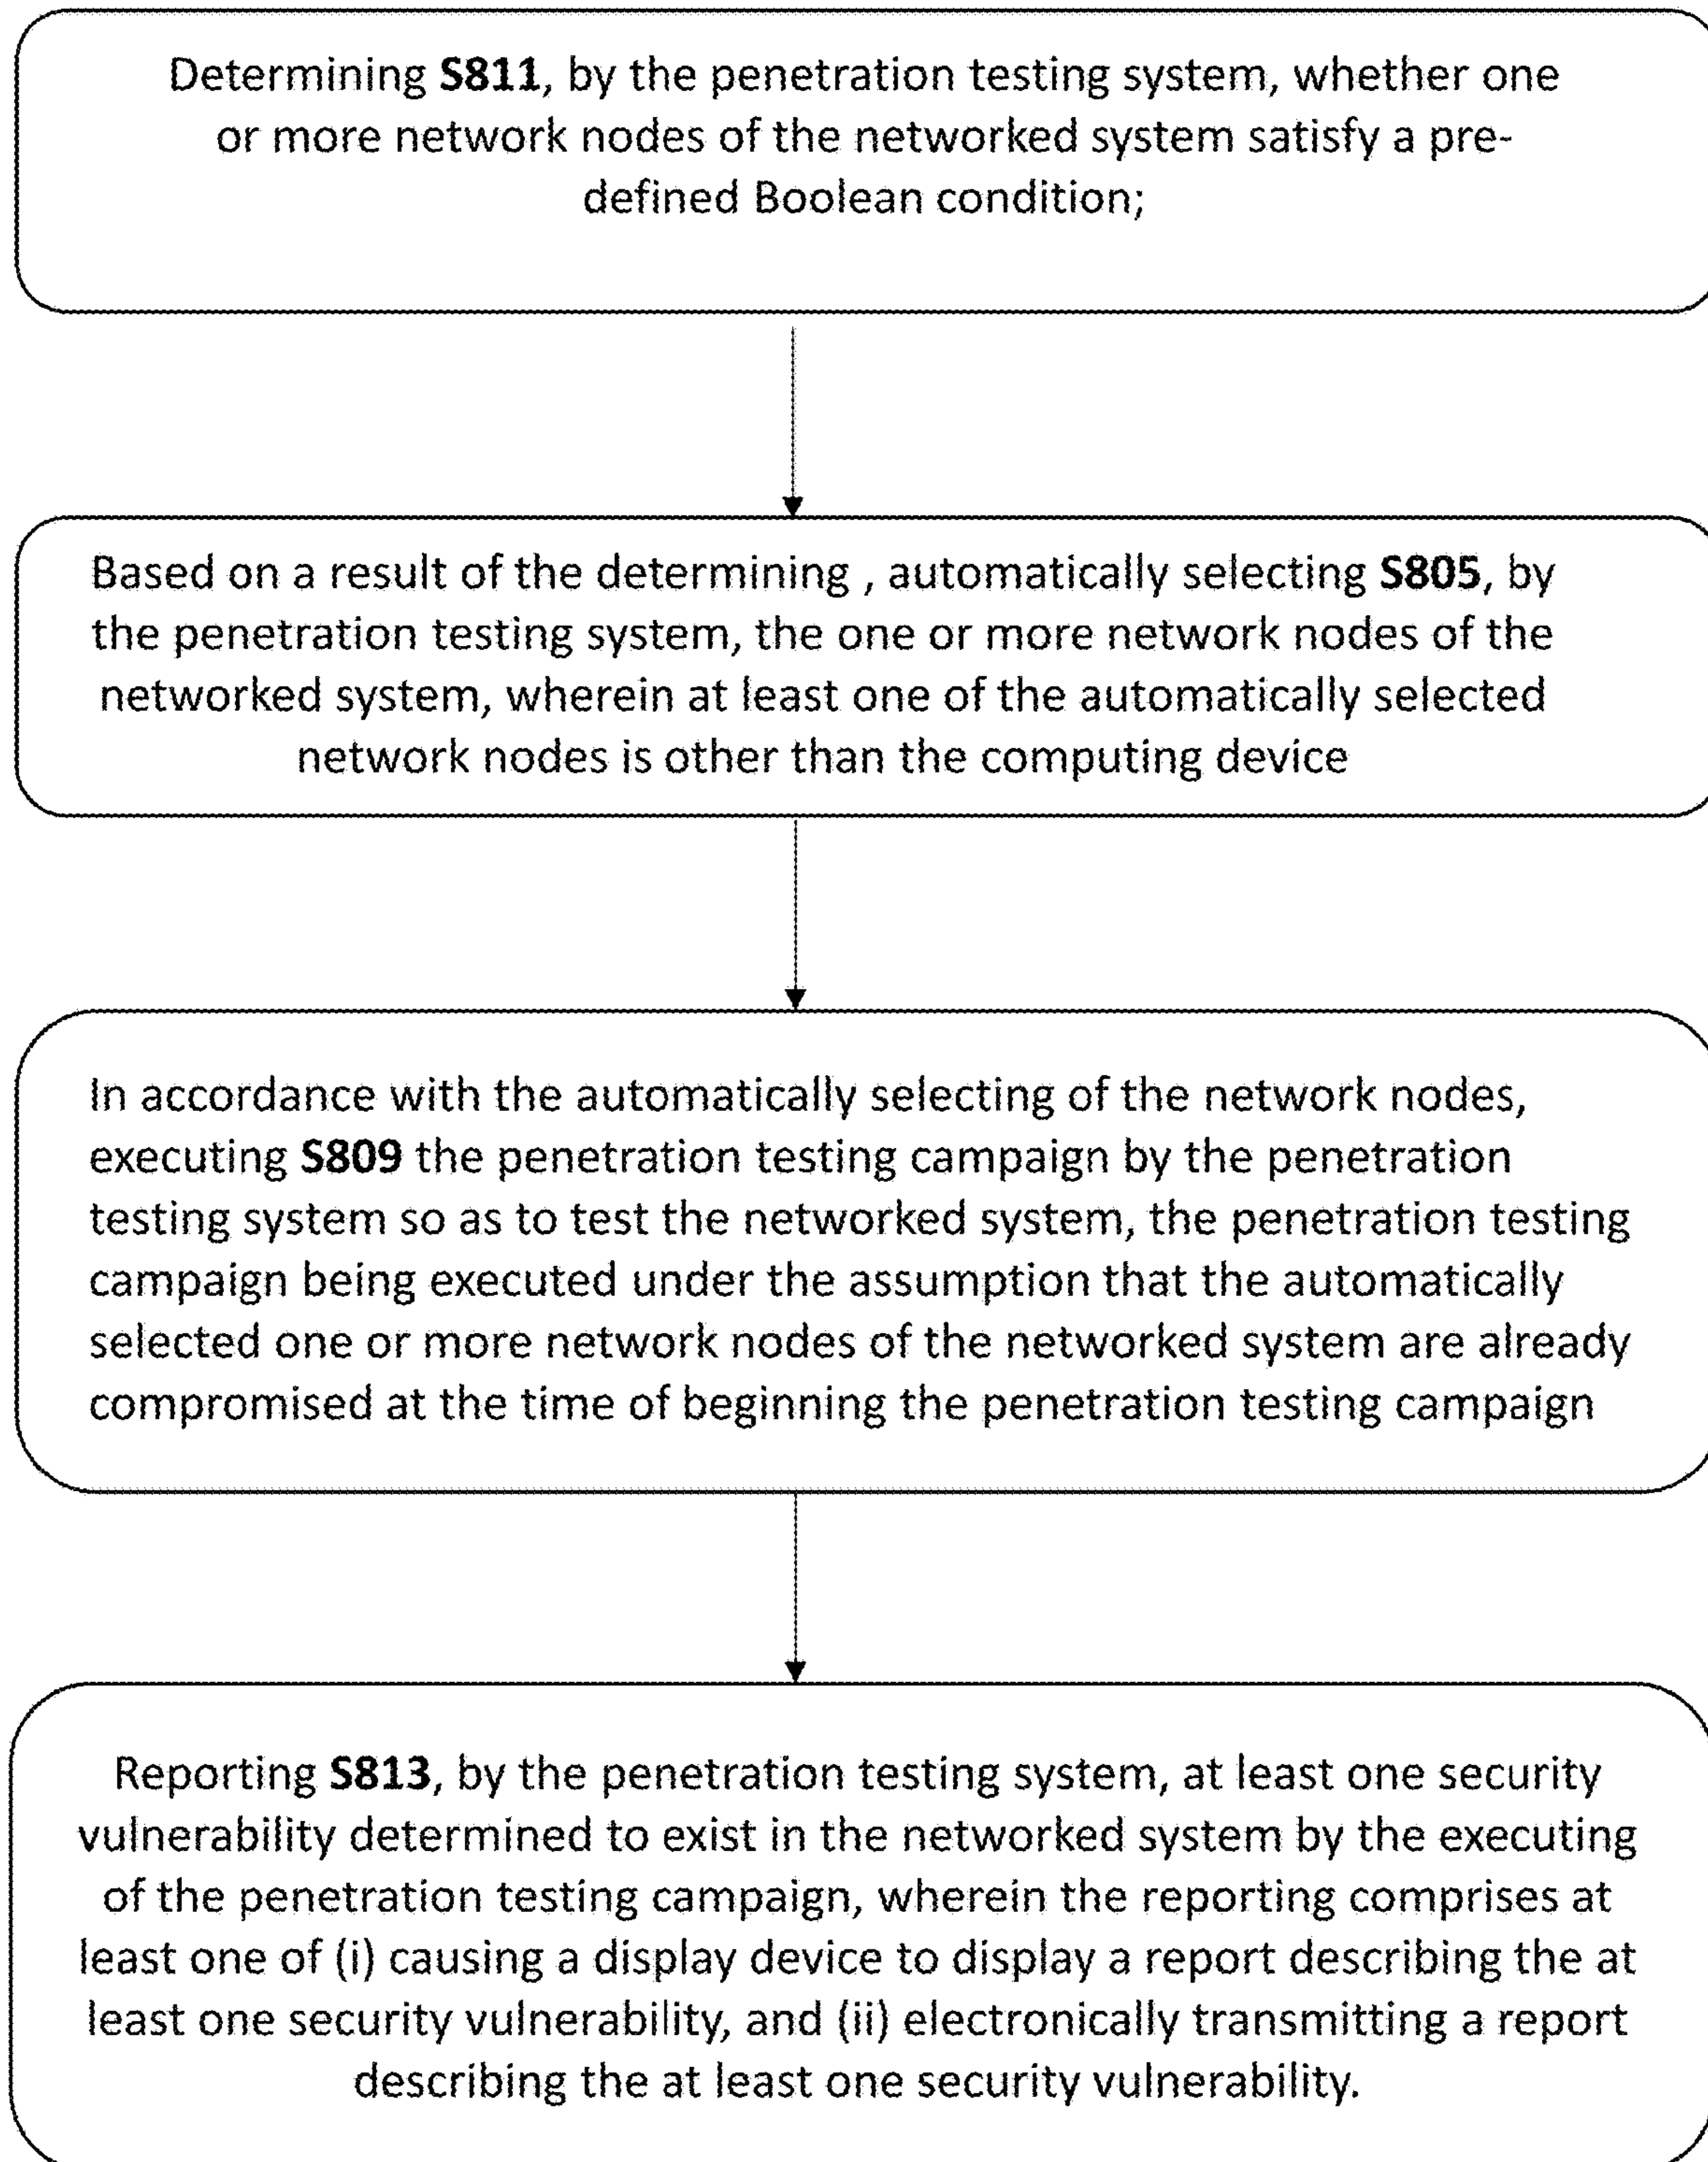 Determining S811, by the penetration testing system, whether one
or more network nodes of the networked system satisfy a pre-
defined Boolean condition;
Based on a result of the determining , automatically selecting S805, by
the penetration testing system, the one or more network nodes of the
networked system, wherein at least one of the automatically selected
network nodes is other than the computing device
In accordance with the automatically selecting of the network nodes,
executing S809 the penetration testing campaign by the penetration
testing system so as to test the networked system, the penetration testing
campaign being executed under the assumption that the automatically
selected one or more network nodes of the networked system are already
compromised at the time of beginning the penetration testing campaign
Reporting S813, by the penetration testing system, at least one security
vulnerability determined to exist in the networked system by the executing
of the penetration testing campaign, wherein the reporting comprises at
least one of (i) causing a display device to display a report describing the at
least one security vulnerability, and (ii) electronically transmitting a report
describing the at least one security vulnerability.